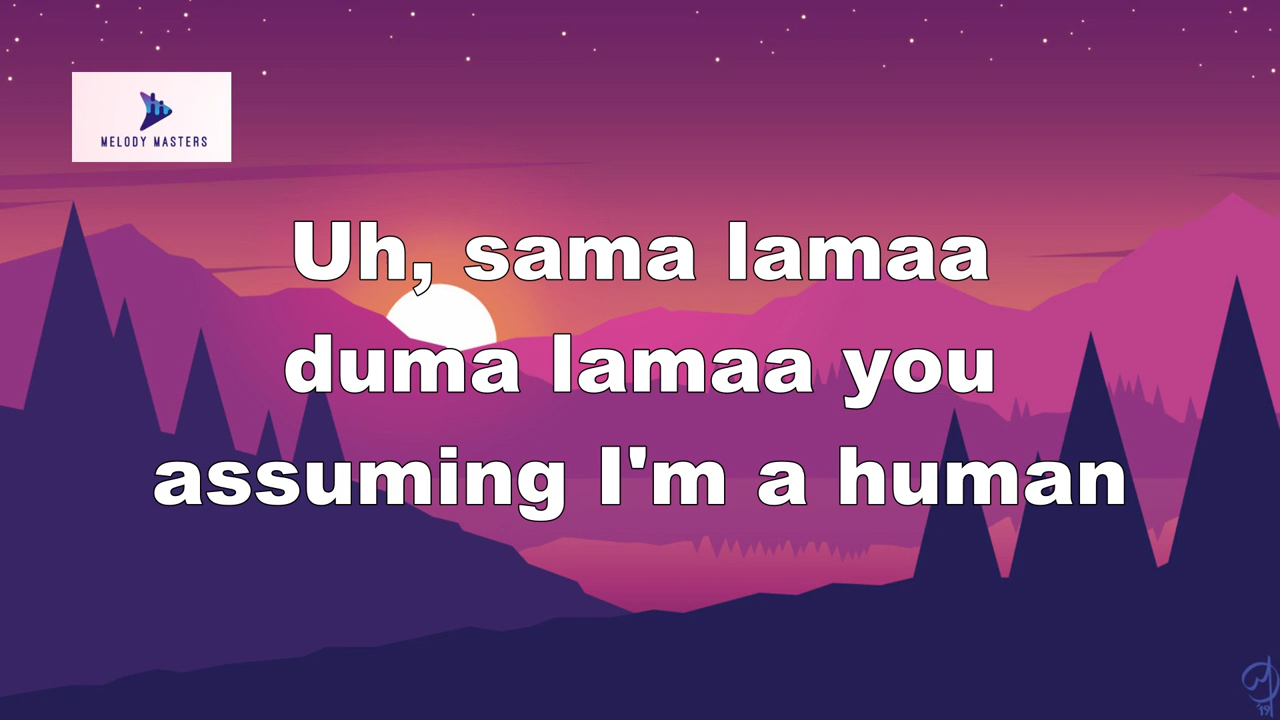 MELODY MASTERS
Uh, sama lamaa
duma lamaa you
assuming I'm a human